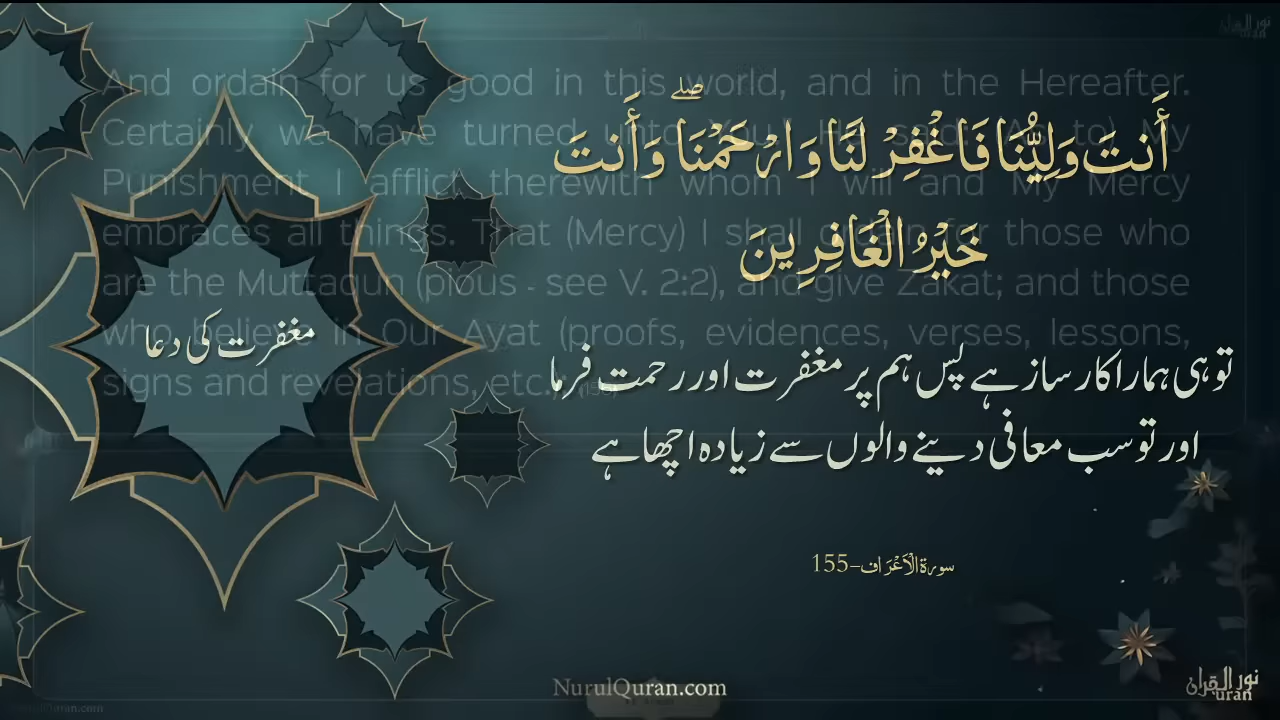 And ordain for us good in this world, and in the Hereafter.
Certainly we have turned
Punishment I afflict therewith whom I will and My Mercy
embraces all things. That (Mercy) I shall for those who
are the Muttaqun (pious - see V. 2:2), and give Zakat; and those
who believe in Our Ayat (proofs, evidences, verses, lessons,
signs and revelations, etc.)
أَنتَ وَلِيُّنَا فَاغْفِرْ لَنَا وَارْحَمْنَا ۖ وَأَنتَ
خَيْرُ الْغَافِرِينَ
مغفرت کی دعا
تو ہی ہمارا کارساز ہے پس ہم پر مغفرت اور رحمت فرما
اور تو سب معافی دینے والوں سے زیادہ اچھا ہے
سورة الْاَعْرَاف-155
NurulQuran.com
نور القرآن
uran